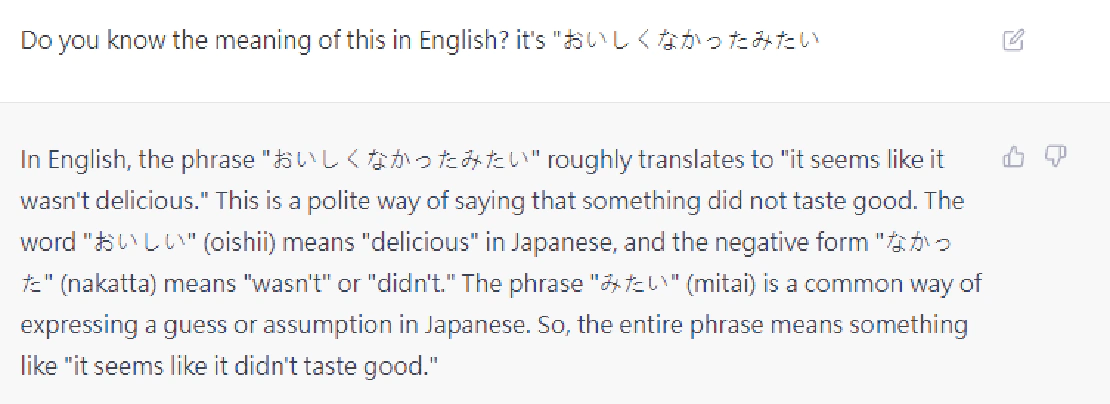 Do you know the meaning of this in English? it's "おいしくなかったみたい
In English, the phrase "おいしくなかったみたい" roughly translates to "it seems like it
wasn't delicious." This is a polite way of saying that something did not taste good. The
word "おいしい" (oishii) means "delicious" in Japanese, and the negative form "なかっ
た" (nakatta) means "wasn't" or "didn't." The phrase "みたい" (mitai) is a common way of
expressing a guess or assumption in Japanese. So, the entire phrase means something
like "it seems like it didn't taste good."